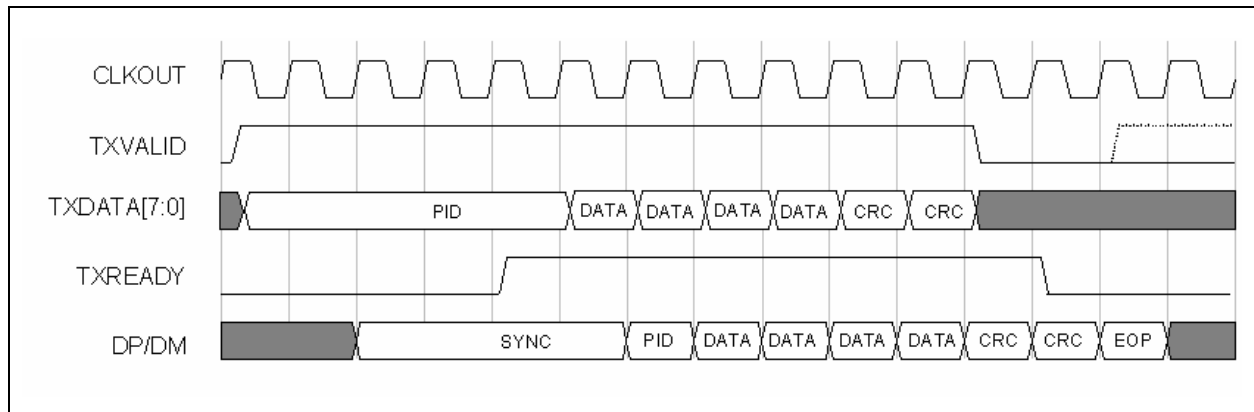 CLKOUT
TXVALID
TXDATA[7:0] PID DATA DATA DATA DATA CRC CRC
TXREADY
DP/DM SYNC PID DATA DATA DATA DATA CRC CRC EOP